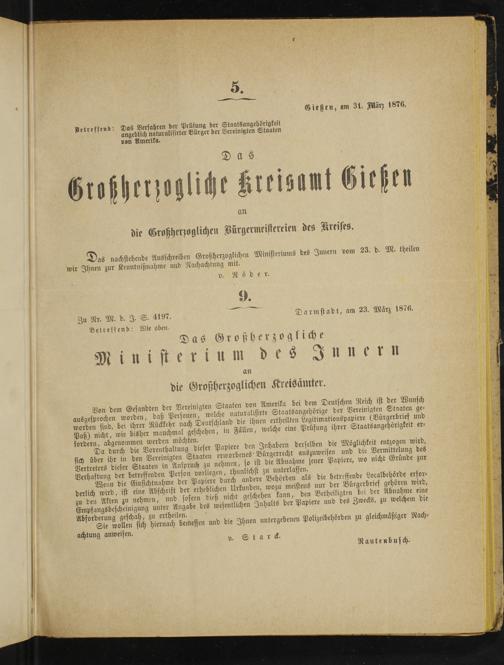 5.
Gießen, am 31. März 1876.
Betreffend: Das Verfahren der Prüfung der Staatsangehörigkeit
angeblich naturalisirter Bürger der Vereinigten Staaten
von Amerika.
Das
Großherzogliche Kreisamt Gießen
an
die Großherzoglichen Bürgermeistereien des Kreises.
Das nachstehende Ausschreiben Großherzoglichen Ministeriums des Innern vom 23. d. M. theilen
wir Ihnen zur Kenntnißnahme und Nachachtung mit.
v. Röder.
9.
Zu Nr. M. d. J. S. 4197.
Darmstadt, am 23. März 1876.
Betreffend: Wie oben.
Das Großherzogliche
Ministerium des Innern
an
die Großherzoglichen Kreisämter.
Von dem Gesandten der Vereinigten Staaten von Amerika bei dem Deutschen Reich ist der Wunsch
ausgesprochen worden, daß Personen, welche naturalisirte Staatsangehörige der Vereinigten Staaten ge-
worden sind, bei ihrer Rückkehr nach Deutschland die ihnen ertheilten Legitimationspapiere (Bürgerbrief und
Paß) nicht, wie bisher manchmal geschehen, in Fällen, welche eine Prüfung ihrer Staatsangehörigkeit er-
fordern, abgenommen werden möchten.
Da durch die Vorenthaltung dieser Papiere den Inhabern derselben die Möglichkeit entzogen wird,
sich über ihr in den Vereinigten Staaten erworbenes Bürgerrecht auszuweisen und die Vermittelung des
Vertreters dieser Staaten in Anspruch zu nehmen, so ist die Abnahme jener Papiere, wo nicht Gründe zur
Verhaftung der betreffenden Person vorliegen, thunlichst zu unterlassen.
Wenn die Einsichtnahme der Papiere durch andere Behörden als die betreffende Localbehörde erfor-
derlich wird, ist eine Abschrift der erheblichen Urkunden, wozu meistens nur der Bürgerbrief gehören wird,
zu den Akten zu nehmen, und sofern dieß nicht geschehen kann, den Betheiligten bei der Abnahme eine
Empfangsbescheinigung unter Angabe des wesentlichen Inhalts der Papiere und des Zwecks, zu welchem die
Abforderung geschah, zu ertheilen.
Sie wollen sich hiernach bemessen und die Ihnen untergebenen Polizeibehörden zu gleichmäßiger Nach-
achtung anweisen.
v. Starck.
Rautenbusch.